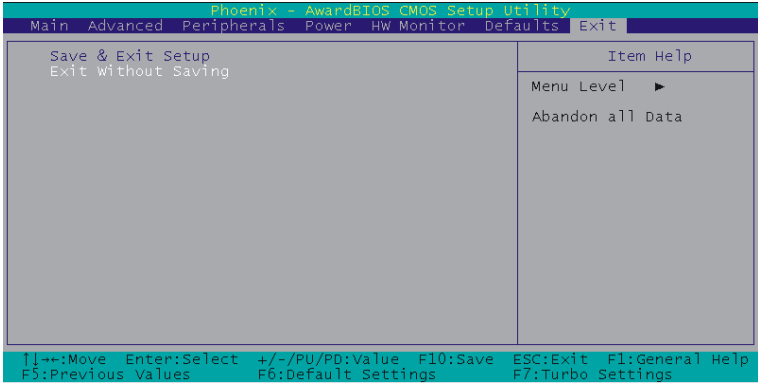 Phoenix - AwardBIOS CMOS Setup Utility
Main Advanced Peripherals Power HW Monitor Defaults Exit
Save & Exit Setup
Exit Without Saving
Item Help
Menu Level ►
Abandon all Data
↑↓→←:Move Enter:Select +/-/PU/PD:Value F10:Save ESC:Exit F1:General Help
F5:Previous Values F6:Default Settings F7:Turbo Settings